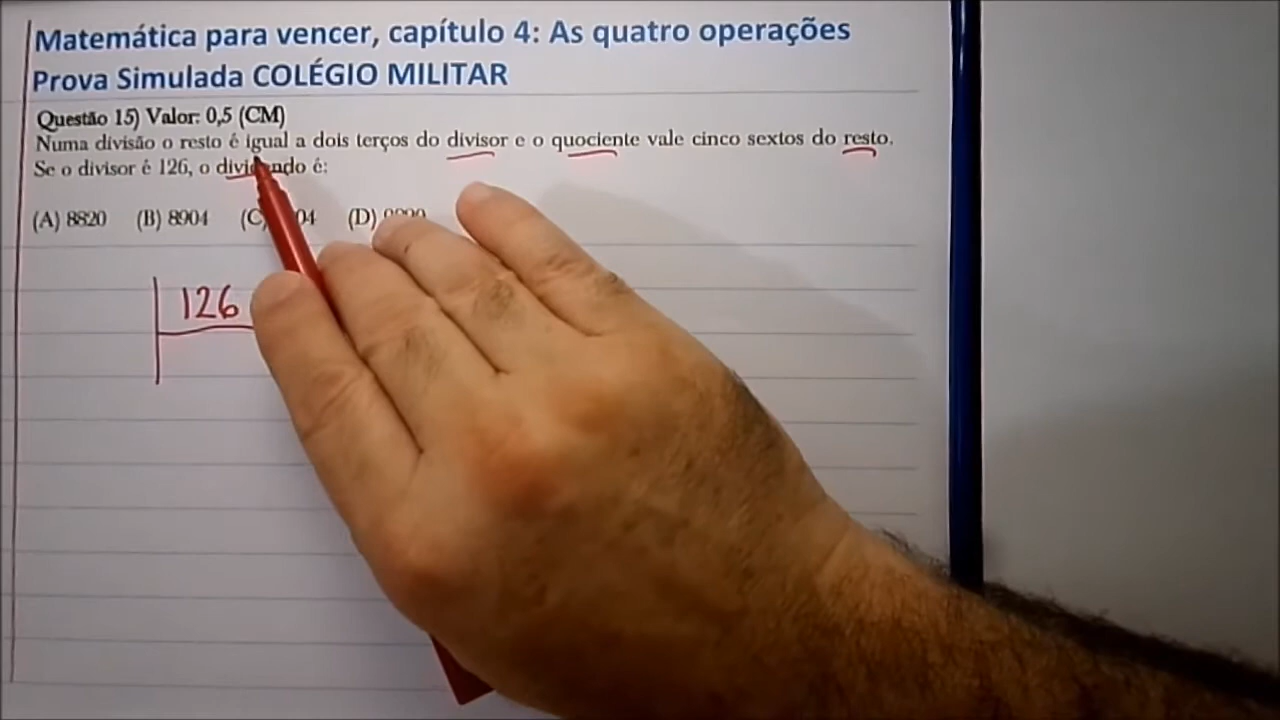 Matemática para vencer, capítulo 4: As quatro operações
Prova Simulada COLÉGIO MILITAR
Questão 15) Valor: 0,5 (CM)
Numa divisão o resto é igual a dois terços do divisor e o quociente vale cinco sextos do resto.
Se o divisor é 126, o dividendo é:
(A) 8820 (B) 8904 (D)
126